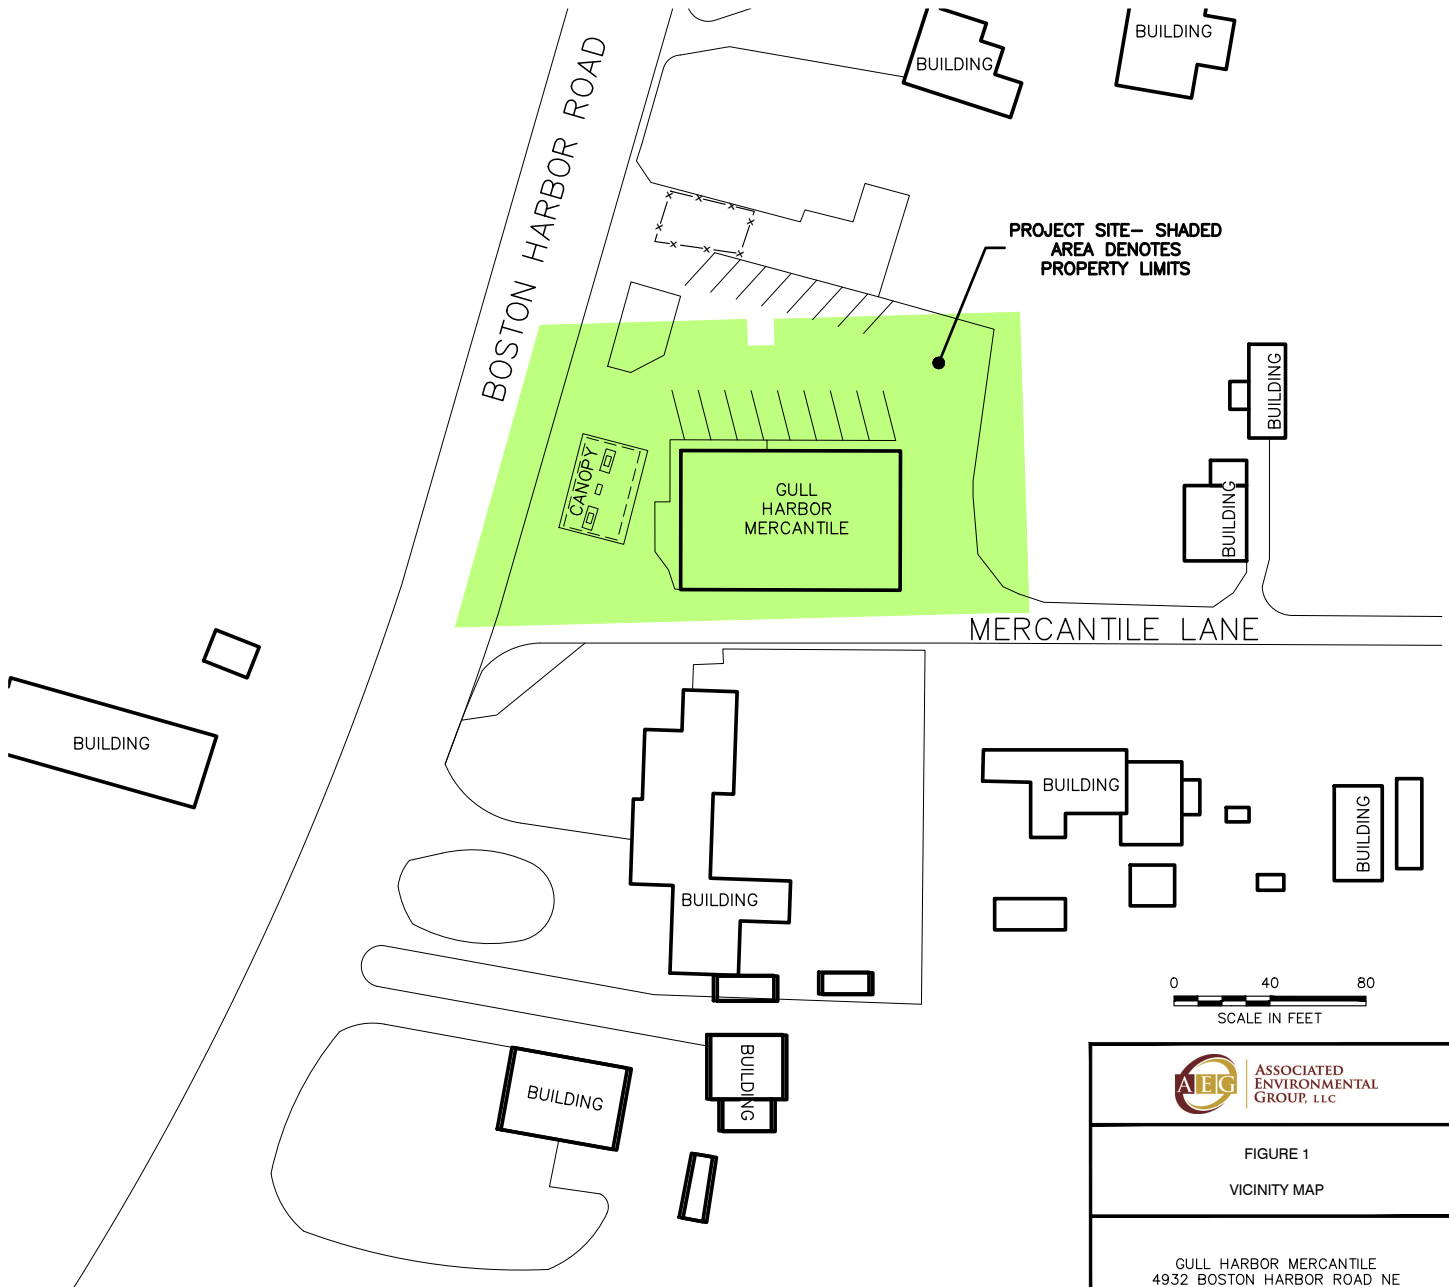 BUILDING
BUILDING
BOSTON HARBOR ROAD
PROJECT SITE- SHADED
AREA DENOTES
PROPERTY LIMITS
BUILDING
CANOPY
GULL
HARBOR
MERCANTILE
BUILDING
MERCANTILE LANE
BUILDING
BUILDING
BUILDING
BUILDING
0 40 80
SCALE IN FEET
BUILDING
BUILDING
AEG
ASSOCIATED
ENVIRONMENTAL
GROUP, LLC
FIGURE 1
VICINITY MAP
GULL HARBOR MERCANTILE
4932 BOSTON HARBOR ROAD NE